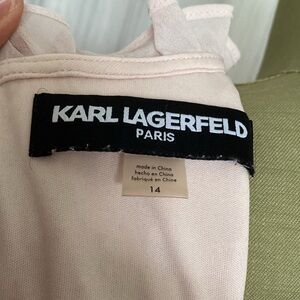 KARL LAGERFELD
PARIS
made in China
hecho en China
fabriqué en Chine
14